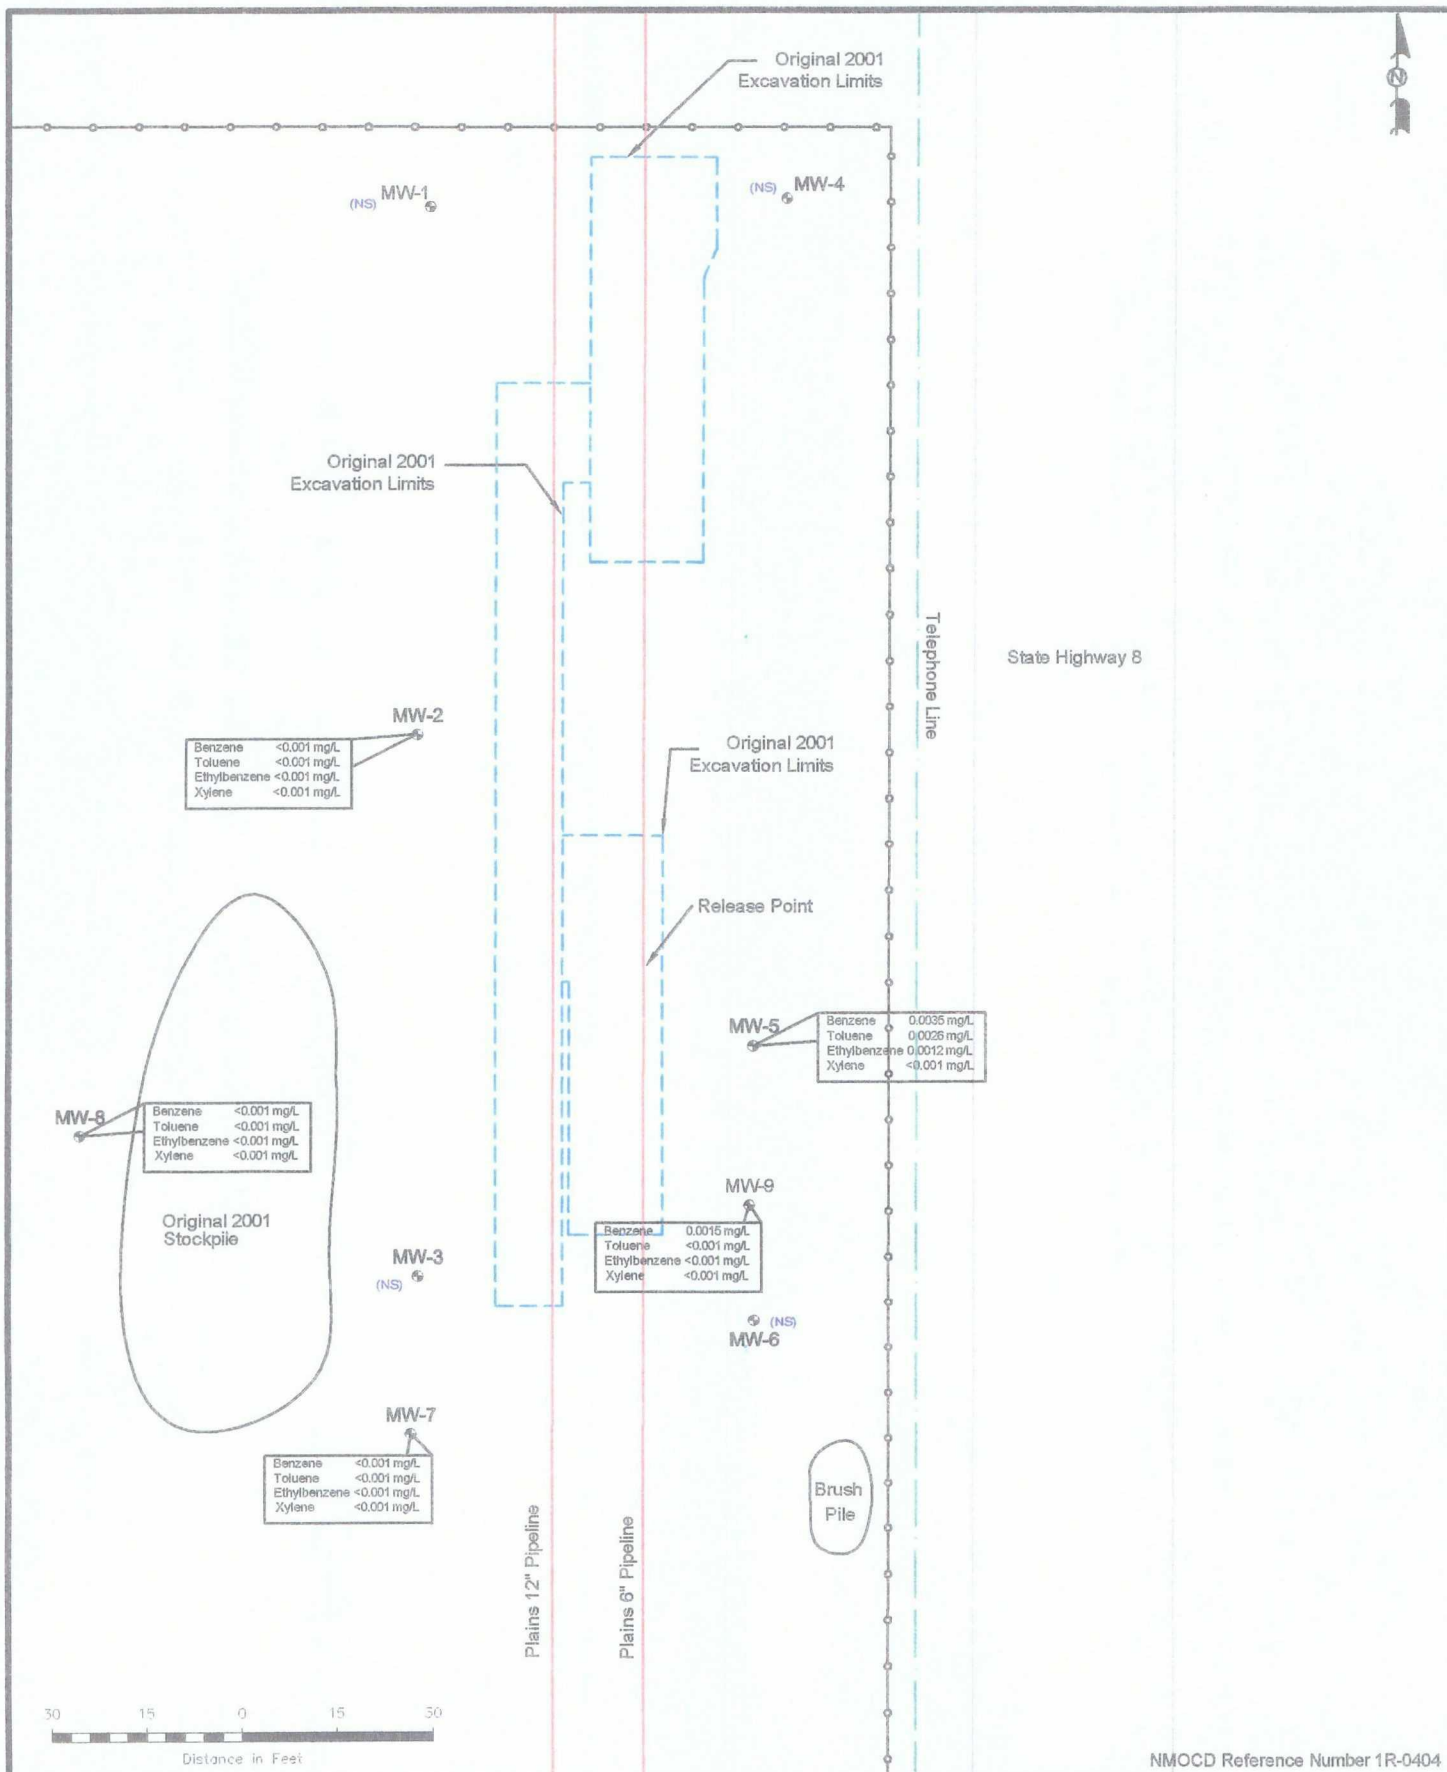 Original 2001
Excavation Limits
N
(NS) MW-1
(NS) MW-4
Original 2001
Excavation Limits
Telephone Line
State Highway 8
MW-2
Benzene <0.001 mg/L
Toluene <0.001 mg/L
Ethylbenzene <0.001 mg/L
Xylene <0.001 mg/L
Original 2001
Excavation Limits
Release Point
MW-5
Benzene 0.0035 mg/L
Toluene 0.0026 mg/L
Ethylbenzene 0.0012 mg/L
Xylene <0.001 mg/L
MW-8
Benzene <0.001 mg/L
Toluene <0.001 mg/L
Ethylbenzene <0.001 mg/L
Xylene <0.001 mg/L
Original 2001
Stockpile
MW-9
Benzene 0.0015 mg/L
Toluene <0.001 mg/L
Ethylbenzene <0.001 mg/L
Xylene <0.001 mg/L
MW-3
(NS)
(NS)
MW-6
MW-7
Benzene <0.001 mg/L
Toluene <0.001 mg/L
Ethylbenzene <0.001 mg/L
Xylene <0.001 mg/L
Brush
Pile
Plains 12" Pipeline
Plains 6" Pipeline
30 15 0 15 30
Distance in Feet
NMOCD Reference Number 1R-0404